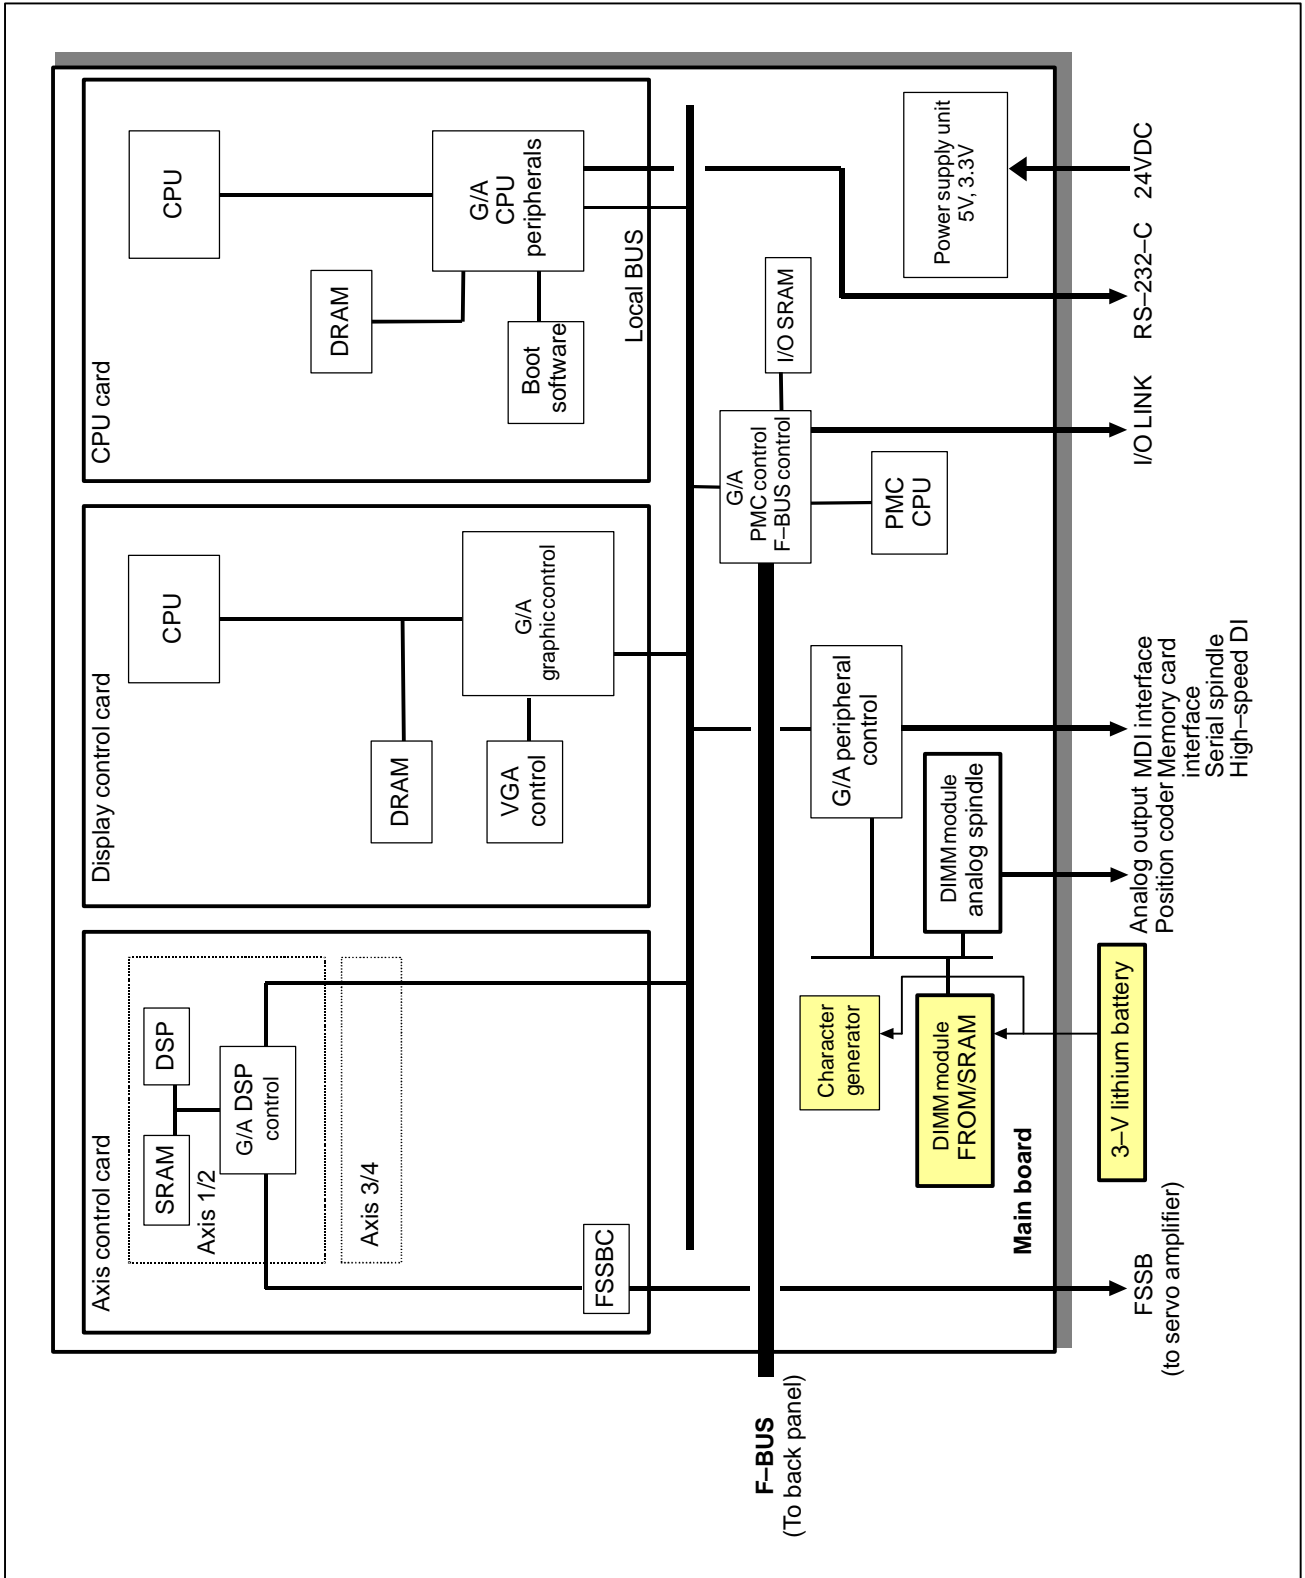 Axis control card
SRAM
DSP
Axis 1/2
G/A DSP
control
Axis 3/4
FSSBC
Display control card
CPU
DRAM
VGA
control
G/A
graphic control
CPU card
CPU
DRAM
Boot
software
G/A
CPU
peripherals
Local BUS
F–BUS
(To back panel)
G/A
PMC control
F–BUS control
I/O SRAM
PMC
CPU
G/A peripheral
control
Character
generator
DIMM module
FROM/SRAM
DIMM module
analog spindle
Power supply unit
5V, 3.3V
Main board
3–V lithium battery
FSSB
(to servo amplifier)
Analog output
Position coder
MDI interface
Memory card
interface
Serial spindle
High–speed DI
I/O LINK
RS–232–C
24VDC